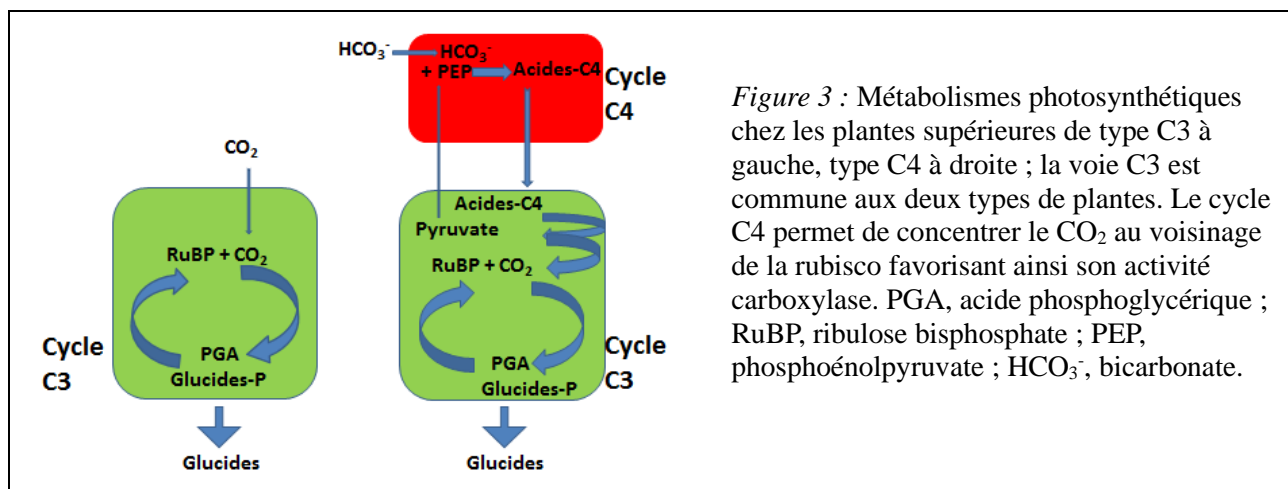 CO₂
RuBP + CO₂
PGA
Glucides-P
Cycle
C3
Glucides
HCO₃⁻
HCO₃⁻
+ PEP
Acides-C4
Cycle
C4
Acides-C4
Pyruvate
RuBP + CO₂
PGA
Glucides-P
Cycle
C3
Glucides
Figure 3 : Métabolismes photosynthétiques
chez les plantes supérieures de type C3 à
gauche, type C4 à droite ; la voie C3 est
commune aux deux types de plantes. Le cycle
C4 permet de concentrer le CO₂ au voisinage
de la rubisco favorisant ainsi son activité
carboxylase. PGA, acide phosphoglycérique ;
RuBP, ribulose bisphosphate ; PEP,
phosphoénolpyruvate ; HCO₃⁻, bicarbonate.